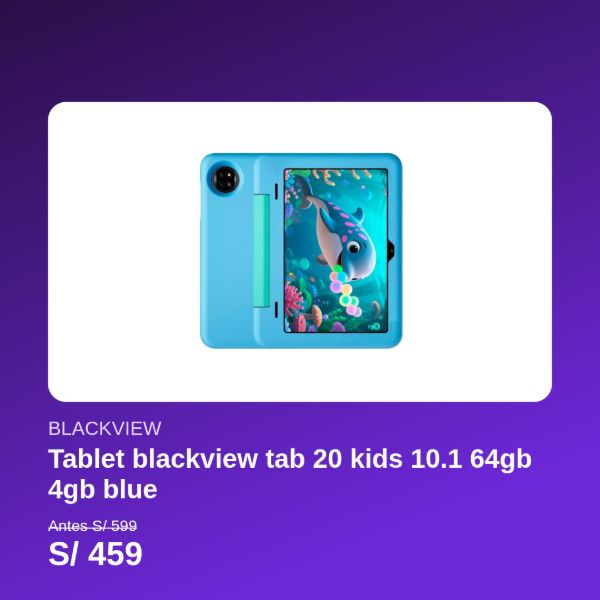 BLACKVIEW
Tablet blackview tab 20 kids 10.1 64gb
4gb blue
Antes S/ 599
S/ 459